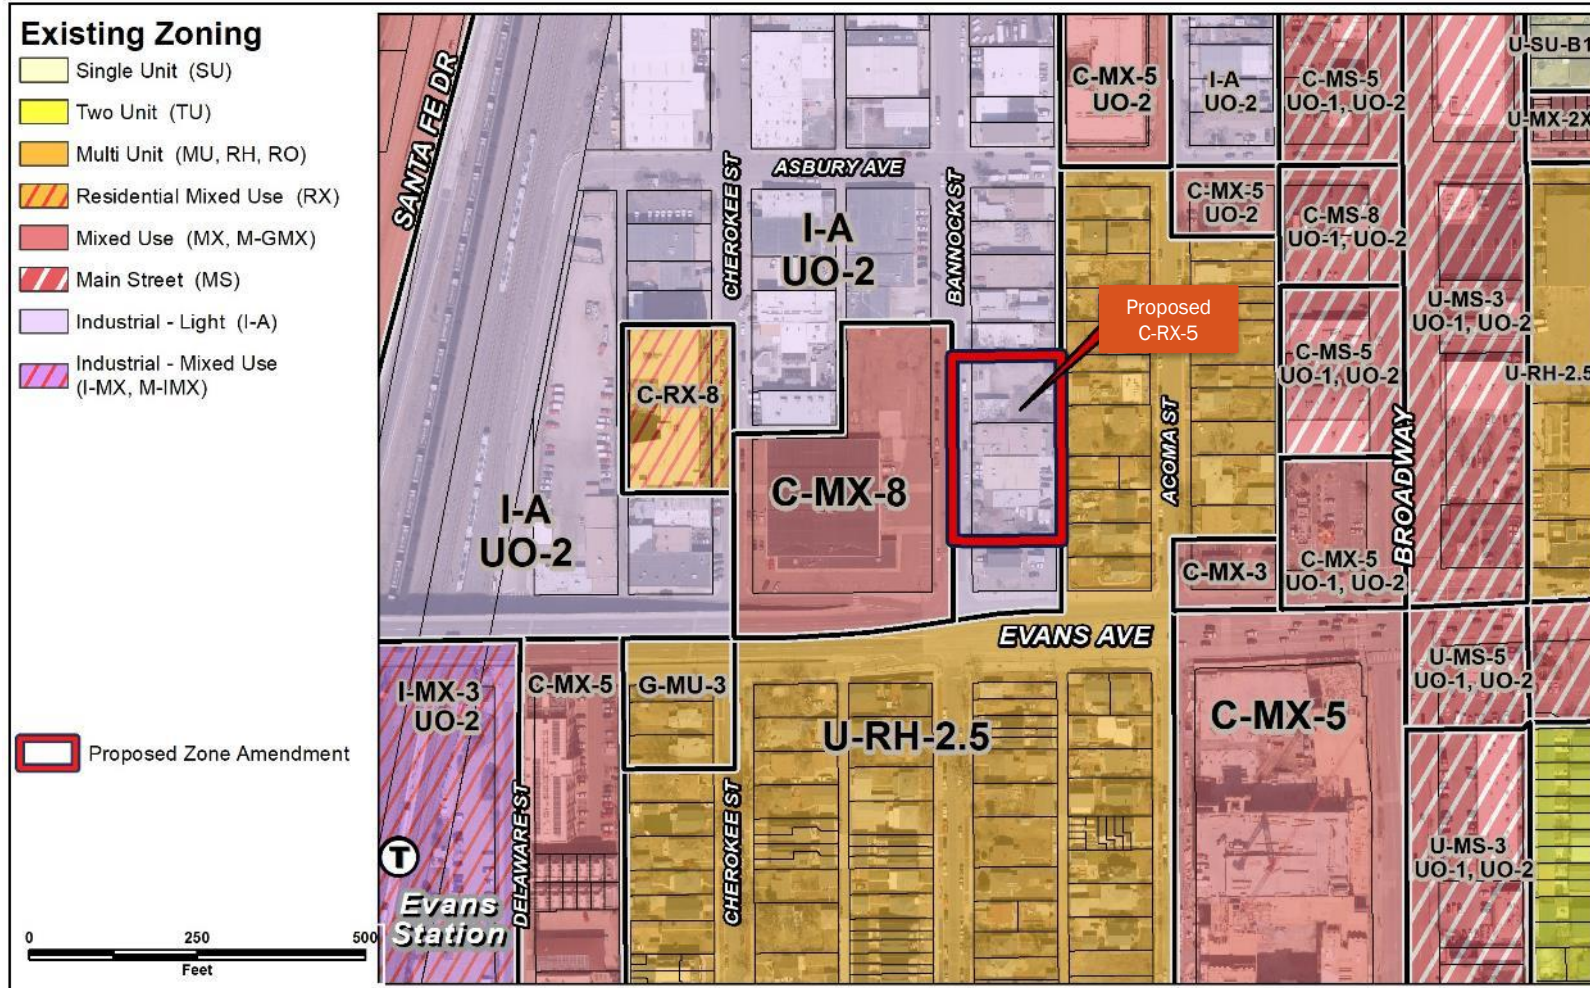 Existing Zoning
Single Unit (SU)
Two Unit (TU)
Multi Unit (MU, RH, RO)
Residential Mixed Use (RX)
Mixed Use (MX, M-GMX)
Main Street (MS)
Industrial - Light (I-A)
Industrial - Mixed Use
(I-MX, M-IMX)
Proposed Zone Amendment
0 250 500
Feet
SANTA FE DR
CHEROKEE ST
ASBURY AVE
BANNOCK ST
I-A
UO-2
C-MX-5
UO-2
I-A
UO-2
C-MS-5
UO-1, UO-2
U-SU-B1
U-MX-2X
C-MX-5
UO-2
C-MS-8
UO-1, UO-2
U-MS-3
UO-1, UO-2
Proposed
C-RX-5
C-MS-5
UO-1, UO-2
U-RH-2.5
C-RX-8
C-MX-8
ACOMA ST
BROADWAY
I-A
UO-2
C-MX-3
C-MX-5
UO-1, UO-2
EVANS AVE
I-MX-3
UO-2
C-MX-5
G-MU-3
U-RH-2.5
C-MX-5
U-MS-5
UO-1, UO-2
DELAWARE ST
CHEROKEE ST
U-MS-3
UO-1, UO-2
T
Evans
Station